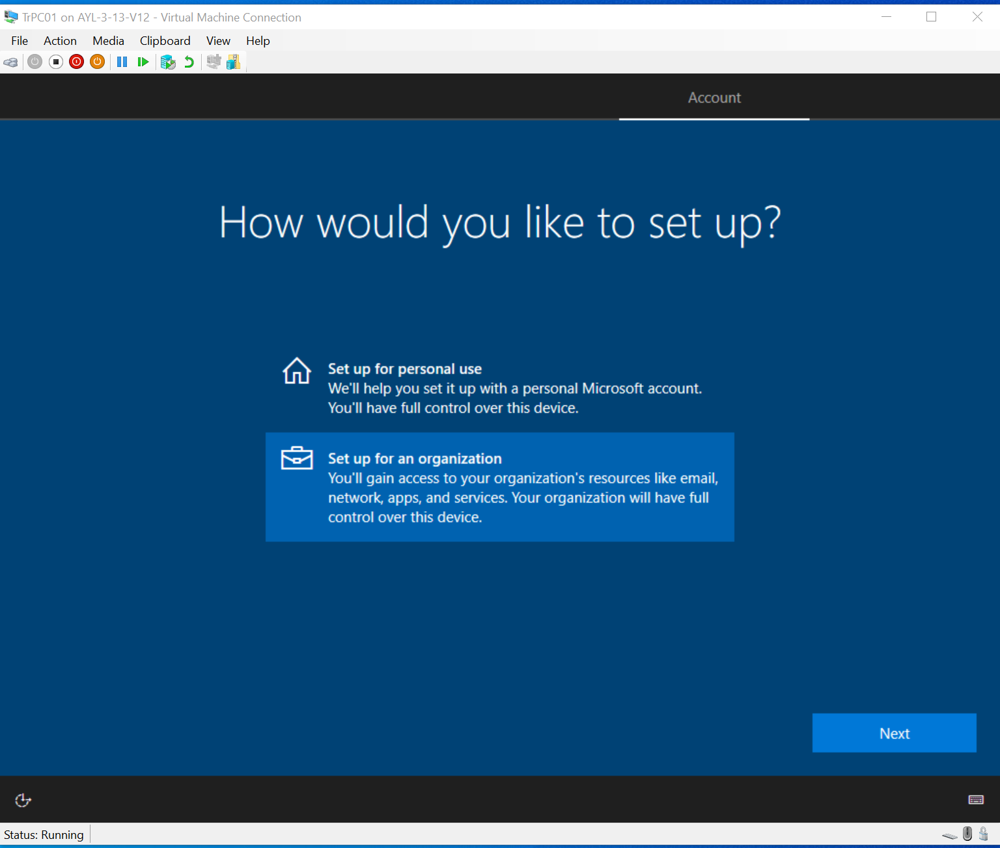 TrPC01 on AYL-3-13-V12 - Virtual Machine Connection
File Action Media Clipboard View Help
Account
How would you like to set up?
Set up for personal use
We'll help you set it up with a personal Microsoft account.
You'll have full control over this device.
Set up for an organization
You'll gain access to your organization's resources like email,
network, apps, and services. Your organization will have full
control over this device.
Next
Status: Running